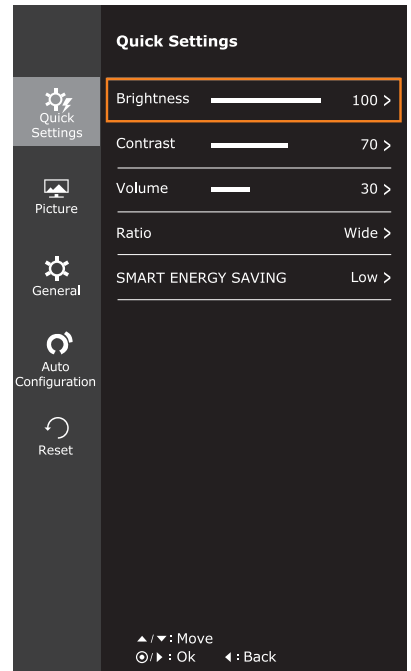 Quick Settings
Quick
Settings
Picture
General
Auto
Configuration
Reset
Brightness 100 >
Contrast 70 >
Volume 30 >
Ratio Wide >
SMART ENERGY SAVING Low >
▲/▼: Move
⊙/▶: Ok ◀: Back